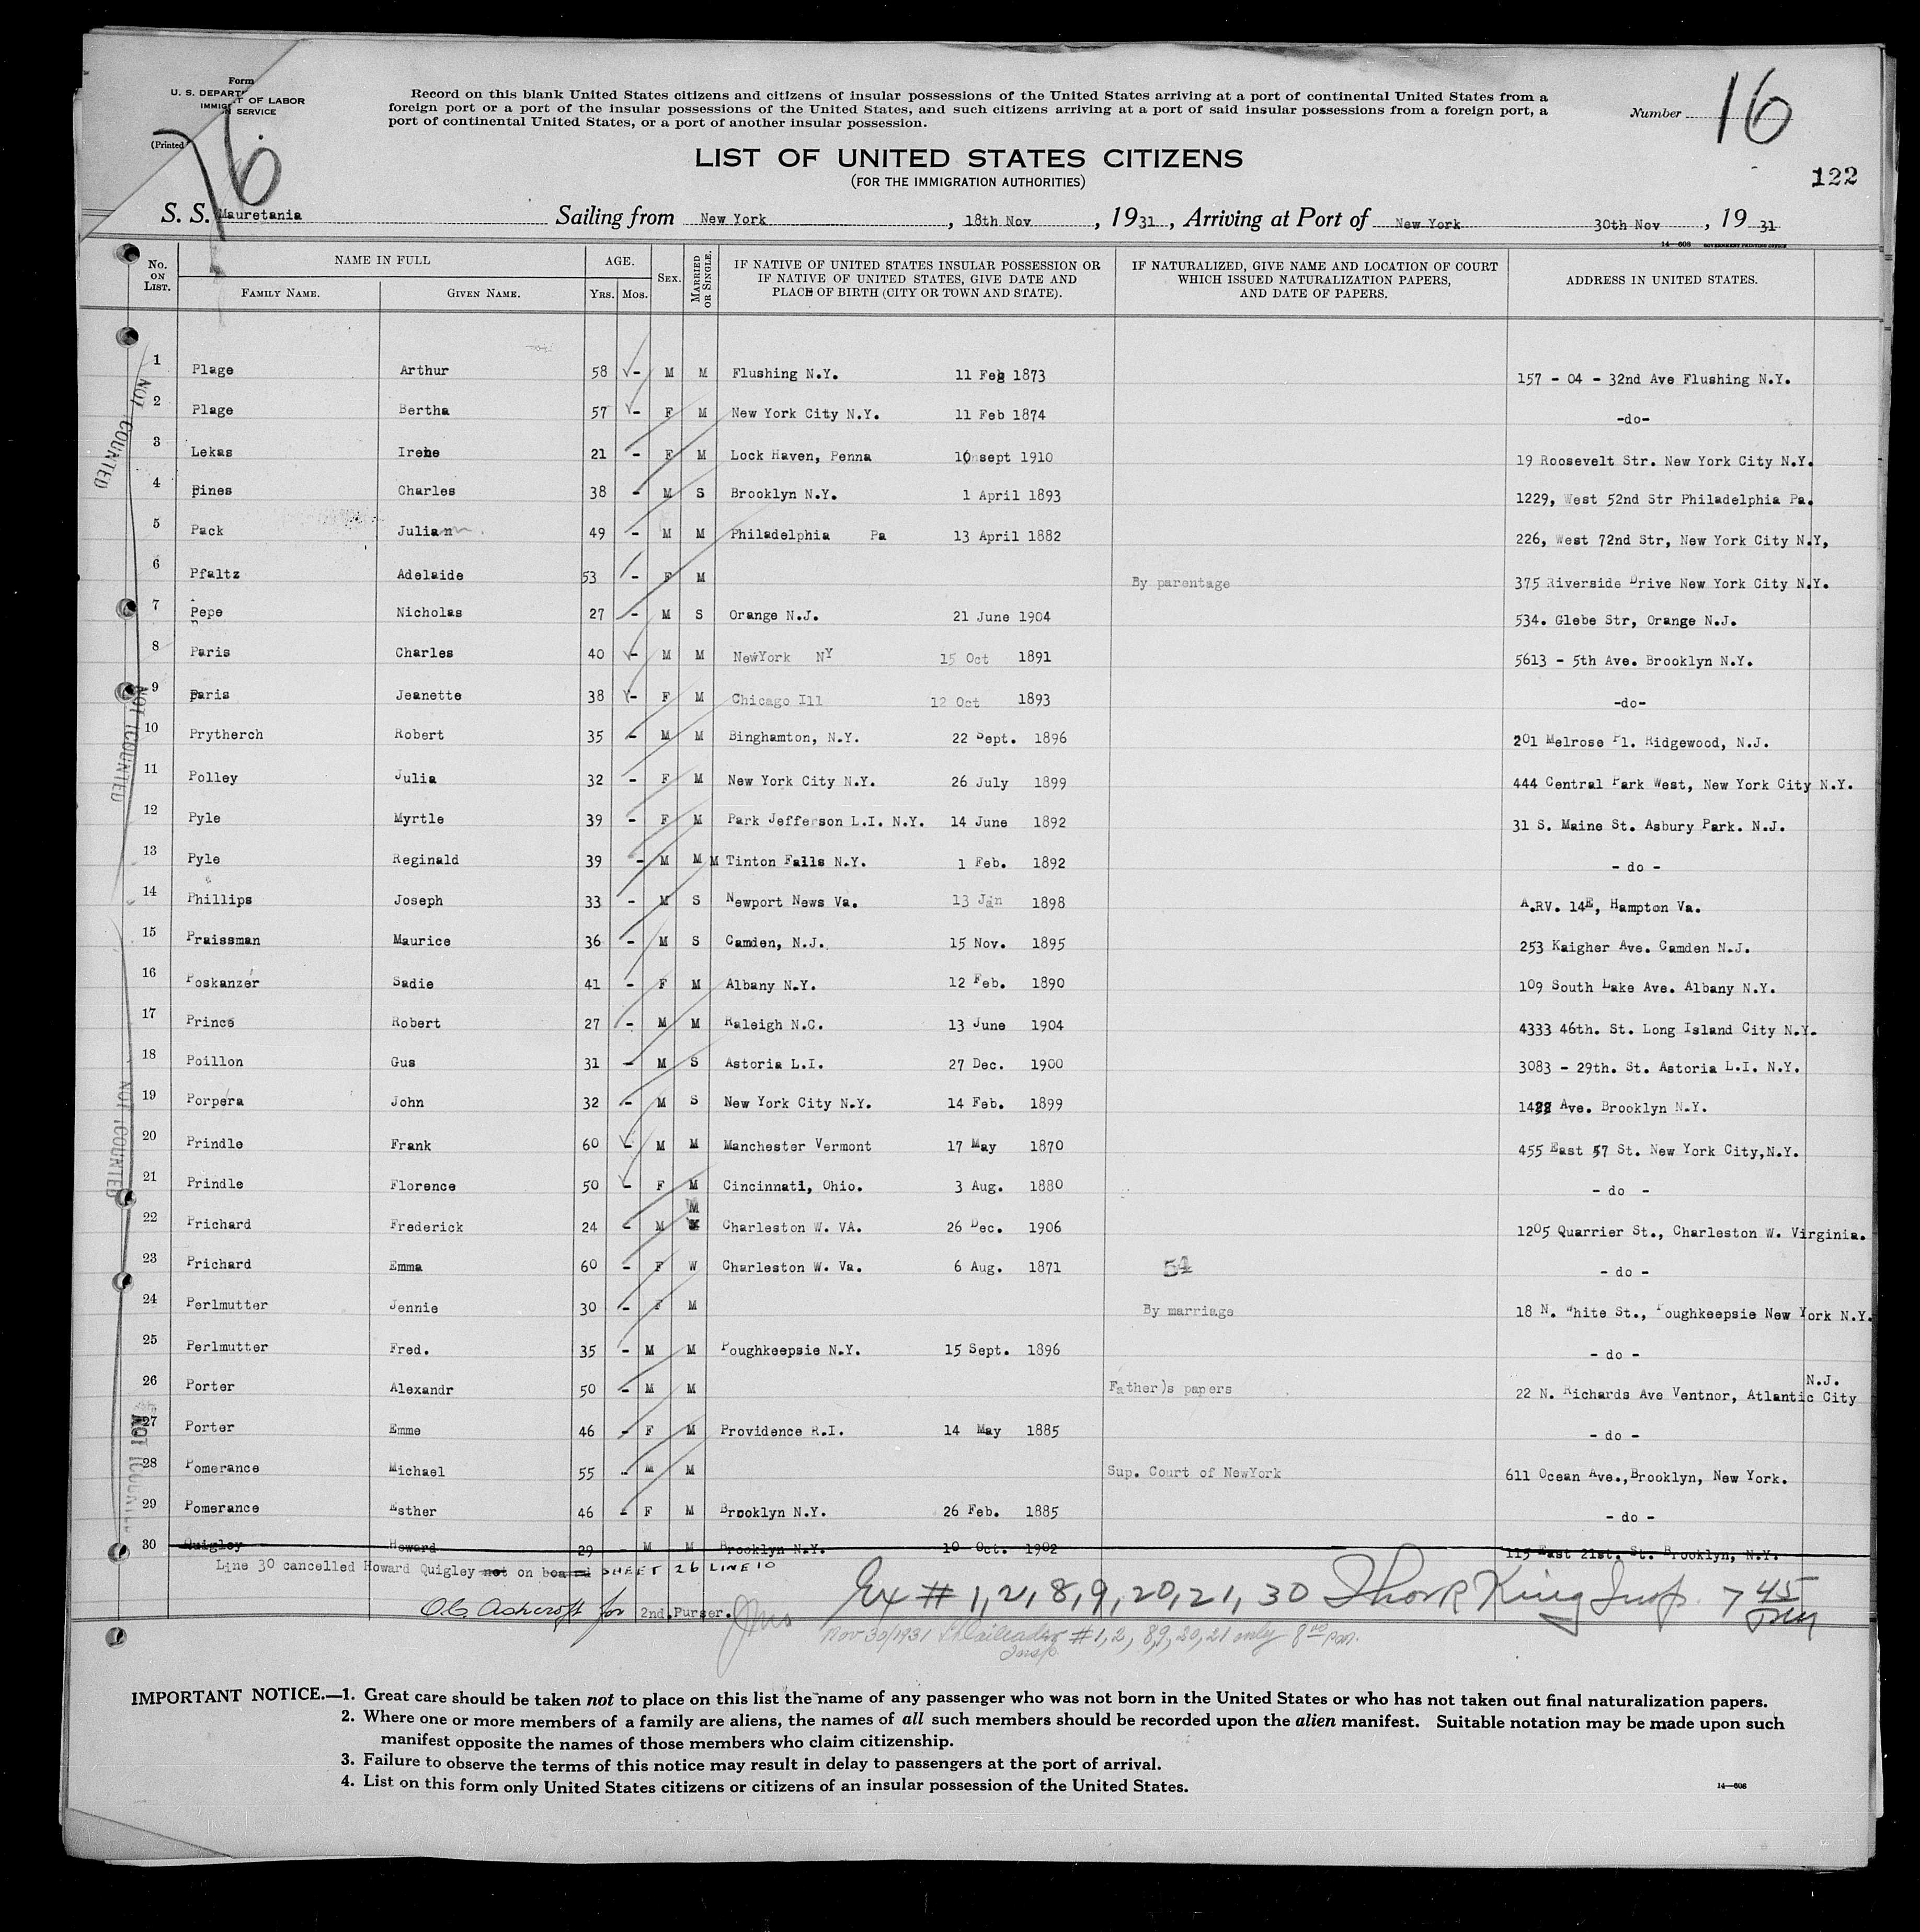 Form
U. S. DEPART OF LABOR
IMMIG N SERVICE
(Printed
16.
Record on this blank United States citizens and citizens of insular possessions of the United States arriving at a port of continental United States from a
foreign port or a port of the insular possessions of the United States, and such citizens arriving at a port of said insular possessions from a foreign port, a
port of continental United States, or a port of another insular possession.
Number 16
LIST OF UNITED STATES CITIZENS
(FOR THE IMMIGRATION AUTHORITIES)
122
S. S. Mauretania Sailing from New York, 18th Nov, 1931, Arriving at Port of New York 30th Nov, 19 31
14—608 GOVERNMENT PRINTING OFFICE
No. ON LIST. NAME IN FULL FAMILY NAME. GIVEN NAME. AGE. Yrs. Mos. SEX. MARRIED OR SINGLE. IF NATIVE OF UNITED STATES INSULAR POSSESSION OR IF NATIVE OF UNITED STATES, GIVE DATE AND PLACE OF BIRTH (CITY OR TOWN AND STATE). IF NATURALIZED, GIVE NAME AND LOCATION OF COURT WHICH ISSUED NATURALIZATION PAPERS, AND DATE OF PAPERS. ADDRESS IN UNITED STATES.
1 Plage Arthur 58 - M M Flushing N.Y. 11 Feb 1873 157 - 04 - 32nd Ave Flushing N.Y.
2 Plage Bertha 57 - F M New York City N.Y. 11 Feb 1874 -do-
3 Lekas Irene 21 - F M Lock Haven, Penna 10 sept 1910 19 Roosevelt Str. New York City N.Y.
4 Pines Charles 38 - M S Brooklyn N.Y. 1 April 1893 1229, West 52nd Str Philadelphia Pa.
5 Pack Julian 49 - M M Philadelphia Pa 13 April 1882 226, West 72nd Str, New York City N.Y,
6 Pfaltz Adelaide 53 - F M By parentage 375 Riverside Drive New York City N.Y.
7 Pepe Nicholas 27 - M S Orange N.J. 21 June 1904 534. Glebe Str, Orange N.J.
8 Paris Charles 40 - M M NewYork NY 15 Oct 1891 5613 - 5th Ave. Brooklyn N.Y.
9 Paris Jeanette 38 - F M Chicago Ill 12 Oct 1893 -do-
10 Prytherch Robert 35 - M M Binghamton, N.Y. 22 Sept. 1896 201 Melrose Pl. Ridgewood, N.J.
11 Polley Julia 32 - F M New York City N.Y. 26 July 1899 444 Central Park West, New York City N.Y.
12 Pyle Myrtle 39 - F M Park Jefferson L.I. N.Y. 14 June 1892 31 S. Maine St. Asbury Park. N.J.
13 Pyle Reginald 39 - M M M Tinton Falls N.Y. 1 Feb. 1892 - do -
14 Phillips Joseph 33 - M S Newport News Va. 13 Jan 1898 A.RV. 14E, Hampton Va.
15 Praissman Maurice 36 - M S Camden, N.J. 15 Nov. 1895 253 Kaigher Ave. Camden N.J.
16 Poskanzer Sadie 41 - F M Albany N.Y. 12 Feb. 1890 109 South Lake Ave. Albany N.Y.
17 Prince Robert 27 - M M Raleigh N.C. 13 June 1904 4333 46th. St. Long Island City N.Y.
18 Poillon Gus 31 - M S Astoria L.I. 27 Dec. 1900 3083 - 29th. St. Astoria L.I. N.Y.
19 Porpera John 32 - M S New York City N.Y. 14 Feb. 1899 Ave. Brooklyn N.Y.
20 Prindle Frank 60 - M M Manchester Vermont 17 May 1870 455 East 57 St. New York City,N.Y.
21 Prindle Florence 50 - F M Cincinnati, Ohio. 3 Aug. 1880 - do -
22 Prichard Frederick 24 - M M Charleston W. VA. 26 Dec. 1906 1205 Quarrier St., Charleston W. Virginia.
23 Prichard Emma 60 - F W Charleston W. Va. 6 Aug. 1871 54 - do -
24 Perlmutter Jennie 30 - F M By marriage 18 N. White St., Poughkeepsie New York N.Y.
25 Perlmutter Fred. 35 - M M Poughkeepsie N.Y. 15 Sept. 1896 - do -
26 Porter Alexandr 50 - M M Father)s papers 22 N. Richards Ave Ventnor, Atlantic City N.J.
27 Porter Emme 46 - F M Providence R.I. 14 May 1885 - do -
28 Pomerance Michael 55 - M M Sup. Court of NewYork 611 Ocean Ave.,Brooklyn, New York.
29 Pomerance Esther 46 - F M Brooklyn N.Y. 26 Feb. 1885 - do -
30 Quigley Howard 29 - M M Brooklyn N.Y. 10 Oct. 1902 115 East 21st. St. Brooklyn, N.Y.
Line 30 cancelled Howard Quigley not on board SHEET 26 LINE 10
O.C. Ashcroft for 2nd.Purser.
Ex # 1, 2, 8, 9, 20, 21, 30 Thor R King Insp. 7 45
Nov 30/1931 #1, 2, 8, 9, 20, 21 only
Insp.
NOT COUNTED
NOT COUNTED
NOT COUNTED
NOT COUNTED
IMPORTANT NOTICE.—1. Great care should be taken not to place on this list the name of any passenger who was not born in the United States or who has not taken out final naturalization papers.
2. Where one or more members of a family are aliens, the names of all such members should be recorded upon the alien manifest. Suitable notation may be made upon such
manifest opposite the names of those members who claim citizenship.
3. Failure to observe the terms of this notice may result in delay to passengers at the port of arrival.
4. List on this form only United States citizens or citizens of an insular possession of the United States.
14—608